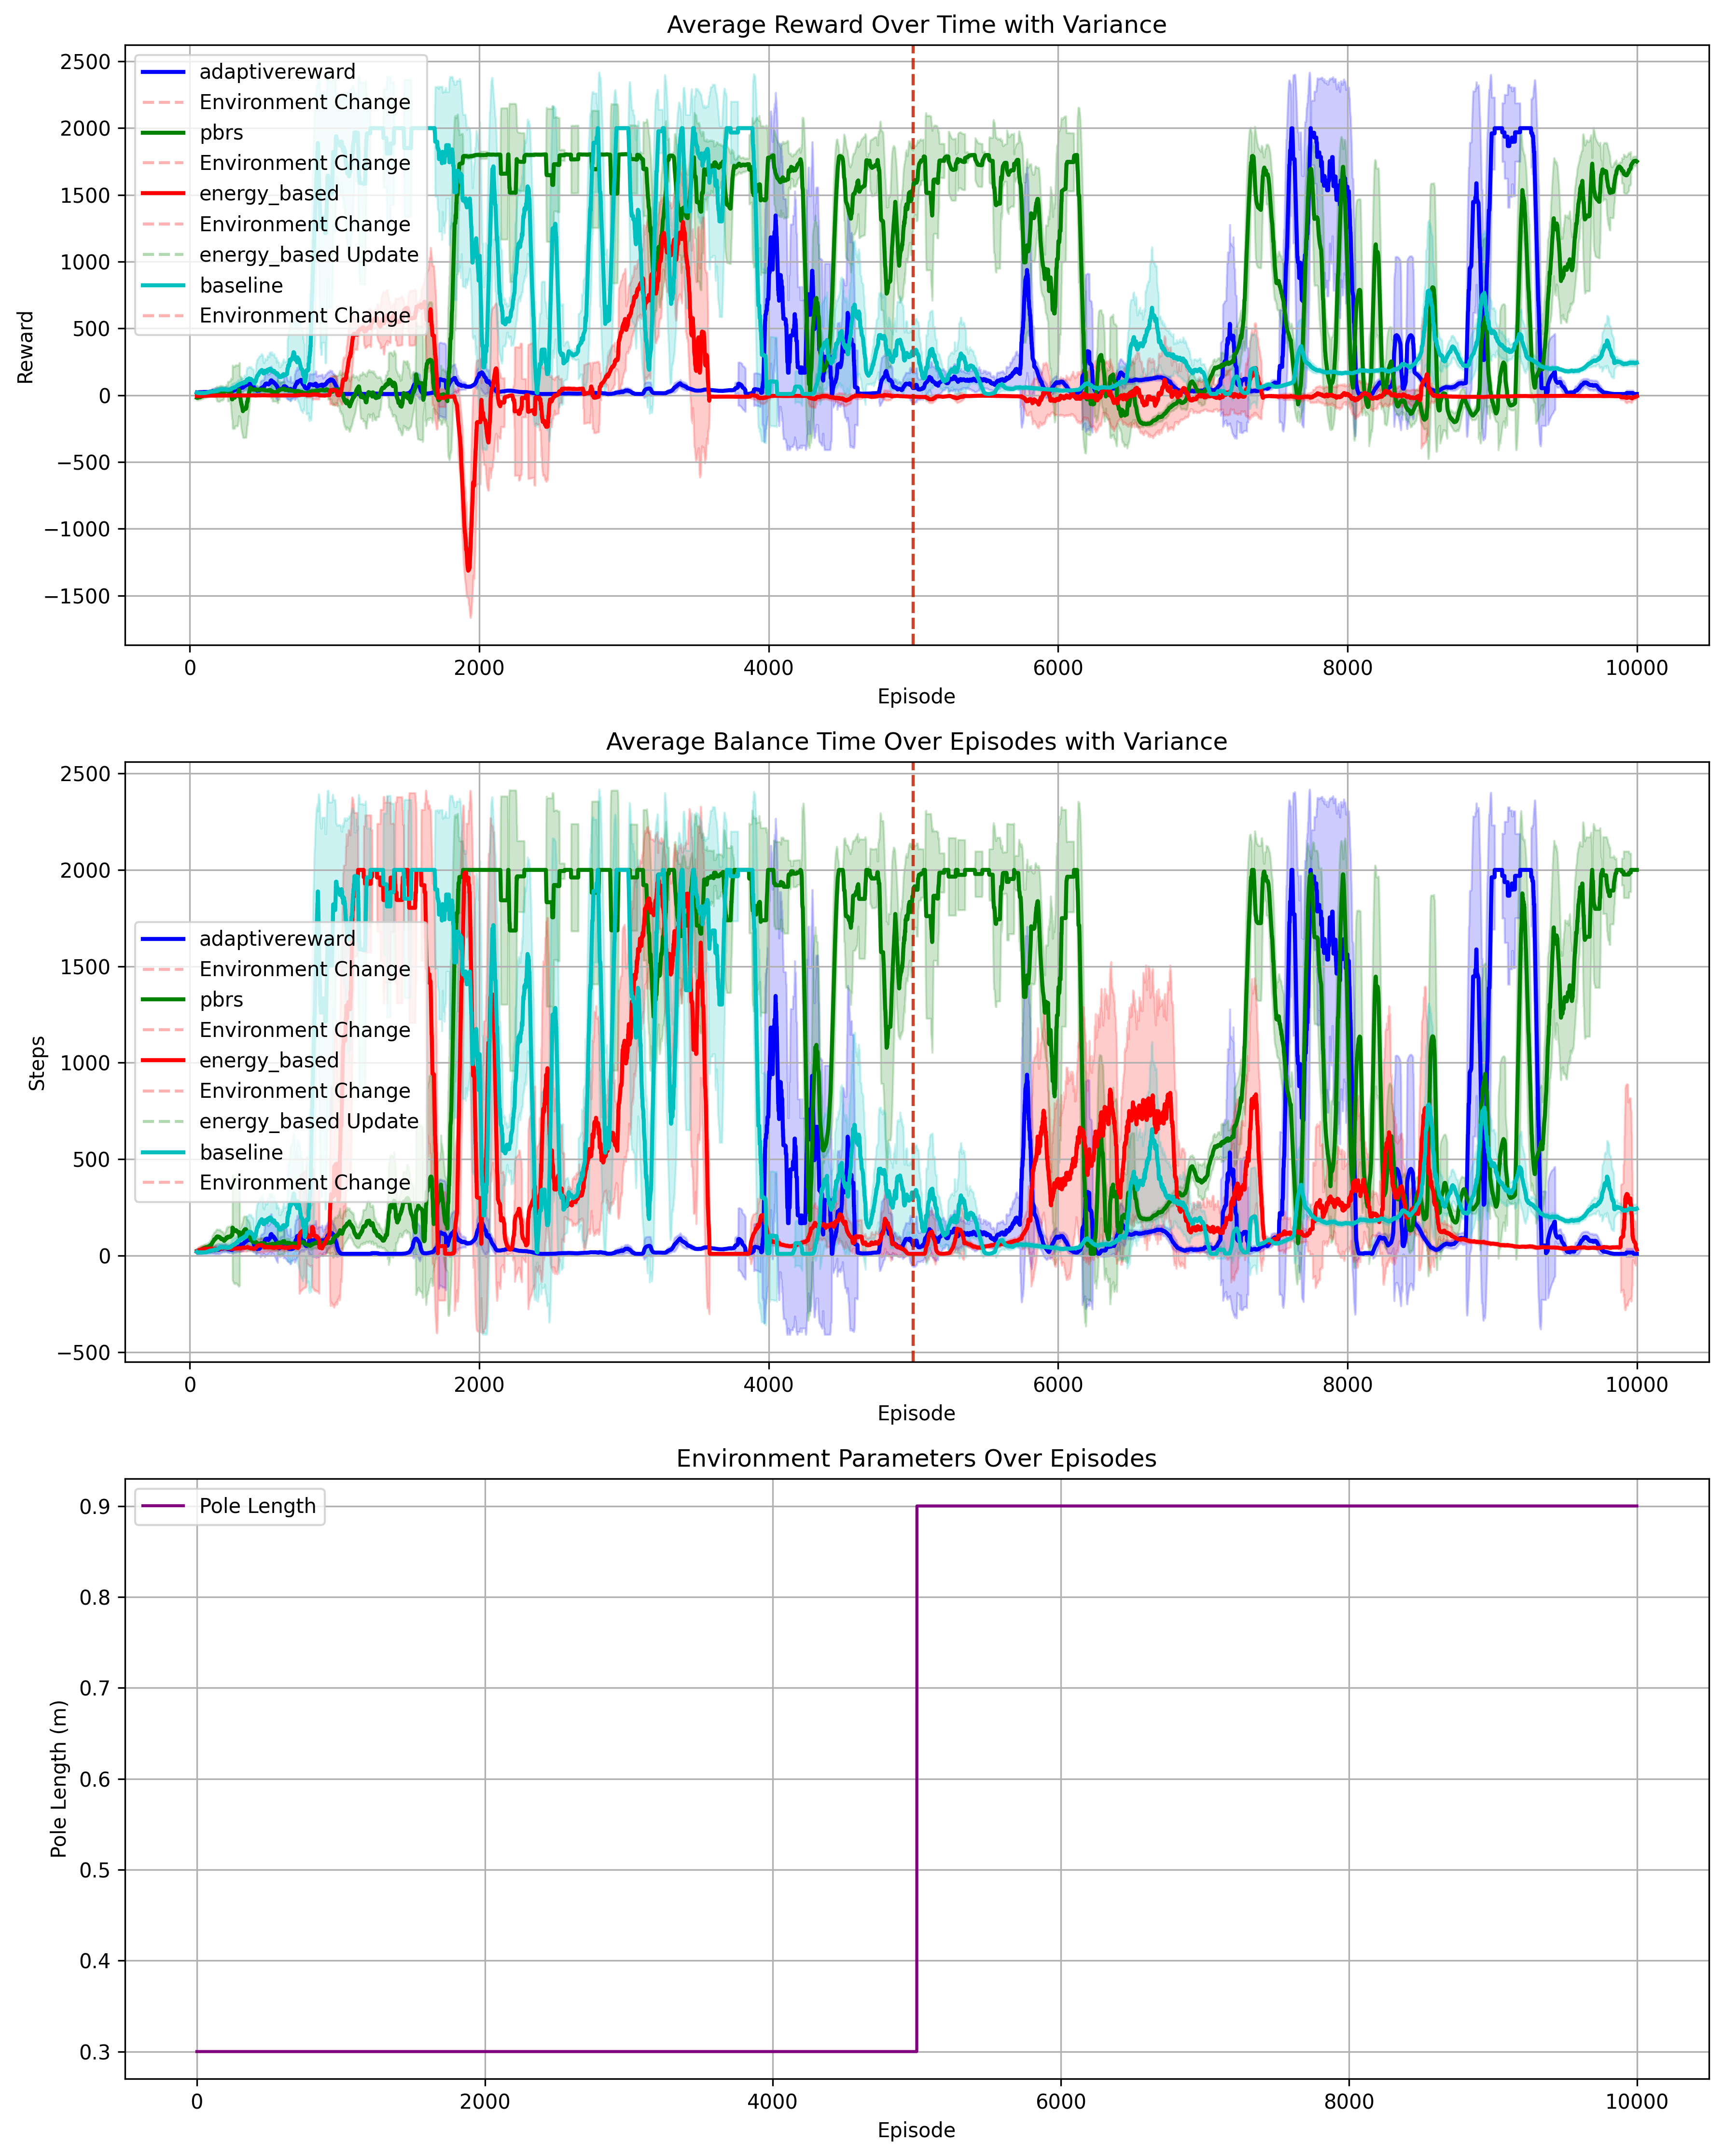 Average Reward Over Time with Variance
2500
2000
1500
1000
500
0
−500
−1000
−1500
Reward
adaptivereward
Environment Change
pbrs
Environment Change
energy_based
Environment Change
energy_based Update
baseline
Environment Change
0 2000 4000 6000 8000 10000
Episode
Average Balance Time Over Episodes with Variance
2500
2000
1500
1000
500
0
−500
Steps
adaptivereward
Environment Change
pbrs
Environment Change
energy_based
Environment Change
energy_based Update
baseline
Environment Change
0 2000 4000 6000 8000 10000
Episode
Environment Parameters Over Episodes
0.9
0.8
0.7
0.6
0.5
0.4
0.3
Pole Length (m)
Pole Length
0 2000 4000 6000 8000 10000
Episode